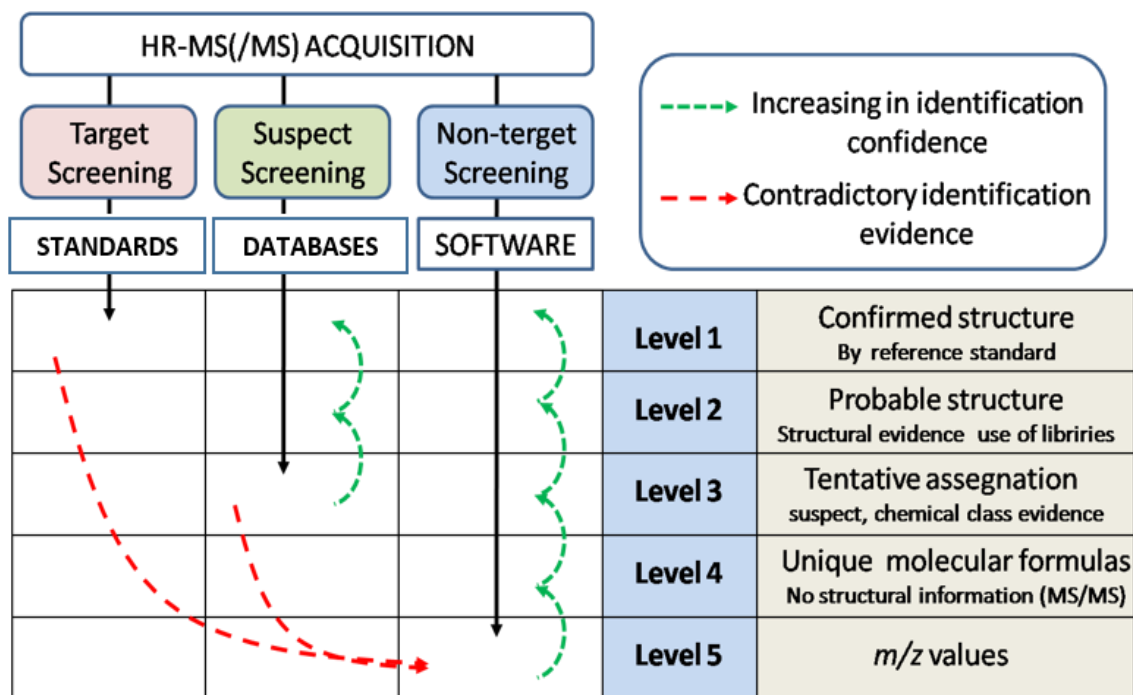 HR-MS(/MS) ACQUISITION
Target
Screening
Suspect
Screening
Non-terget
Screening
STANDARDS
DATABASES
SOFTWARE
Increasing in identification
confidence
Contradictory identification
evidence
Level 1
Confirmed structure
By reference standard
Level 2
Probable structure
Structural evidence use of libriries
Level 3
Tentative assegnation
suspect, chemical class evidence
Level 4
Unique molecular formulas
No structural information (MS/MS)
Level 5
m/z values